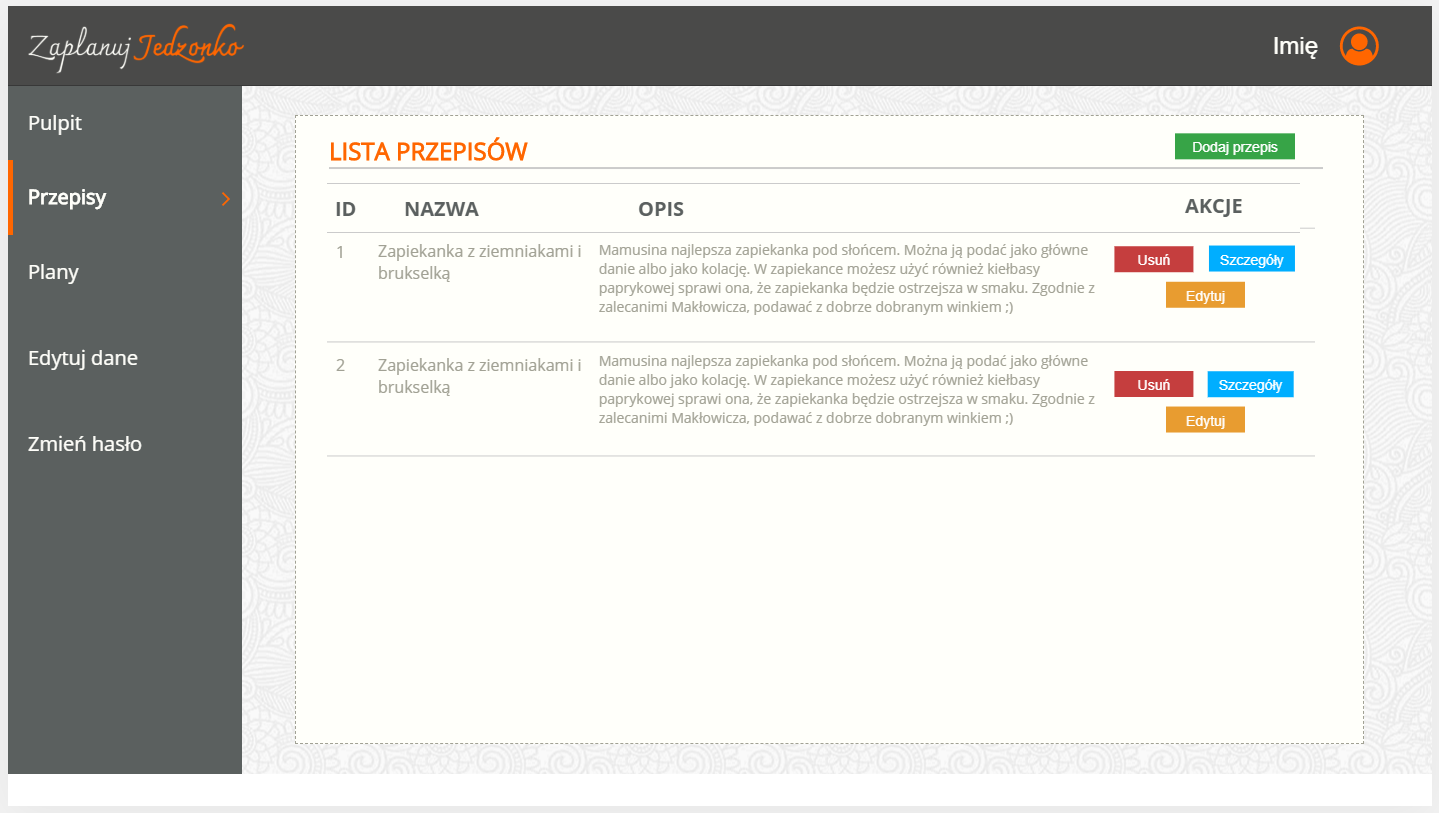 Zaplanuj Jedzonko
Imię
Pulpit
Przepisy
Plany
Edytuj dane
Zmień hasło
LISTA PRZEPISÓW
Dodaj przepis
ID NAZWA OPIS AKCJE
1
Zapiekanka z ziemniakami i
brukselką
Mamusina najlepsza zapiekanka pod słońcem. Można ją podać jako główne
danie albo jako kolację. W zapiekance możesz użyć również kiełbasy
paprykowej sprawi ona, że zapiekanka będzie ostrzejsza w smaku. Zgodnie z
zalecanimi Makłowicza, podawać z dobrze dobranym winkiem ;)
Usuń Szczegóły
Edytuj
2
Zapiekanka z ziemniakami i
brukselką
Mamusina najlepsza zapiekanka pod słońcem. Można ją podać jako główne
danie albo jako kolację. W zapiekance możesz użyć również kiełbasy
paprykowej sprawi ona, że zapiekanka będzie ostrzejsza w smaku. Zgodnie z
zalecanimi Makłowicza, podawać z dobrze dobranym winkiem ;)
Usuń Szczegóły
Edytuj